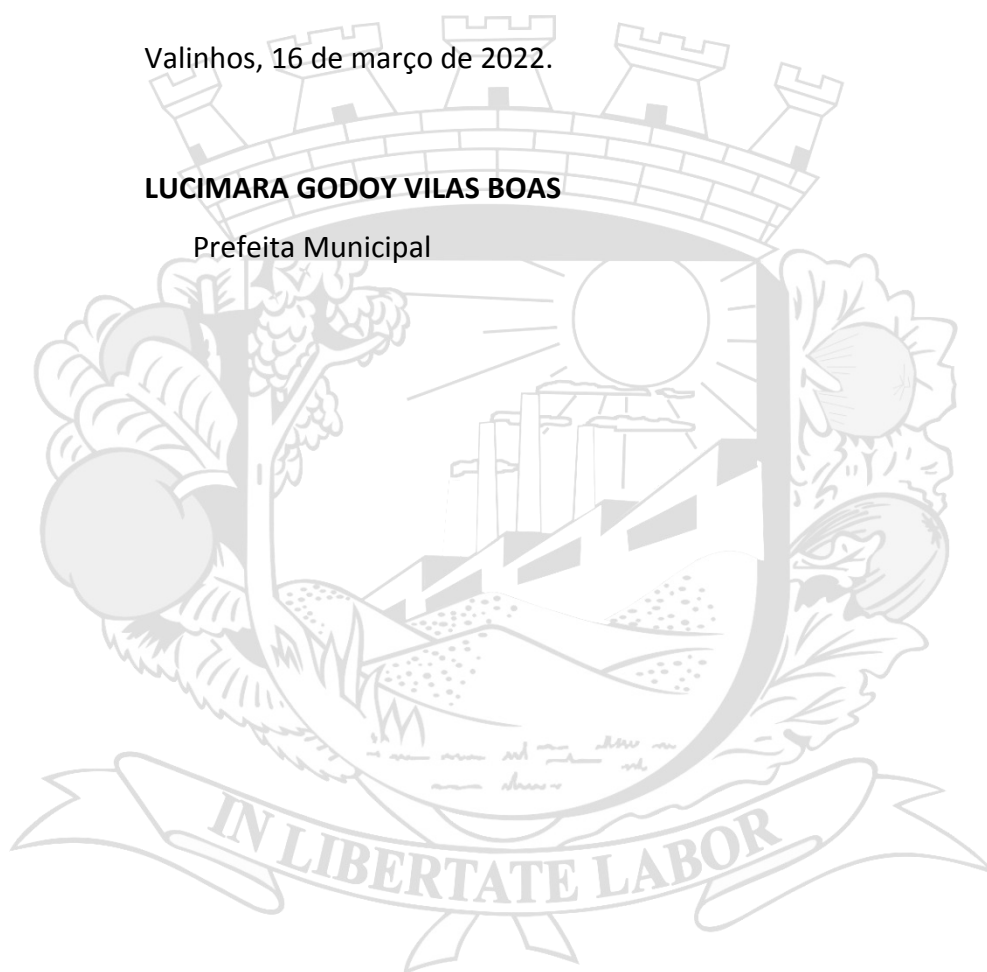 Valinhos, 16 de março de 2022.
LUCIMARA GODOY VILAS BOAS
Prefeita Municipal
IN LIBERTATE LABOR